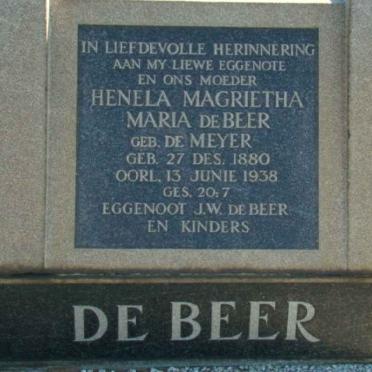 IN LIEFDEVOLLE HERINNERING
AAN MY LIEWE EGGENOTE
EN ONS MOEDER
HENELA MAGRIETHA
MARIA DE BEER
GEB. DE MEYER
GEB. 27 DES. 1880
OORL. 13 JUNIE 1938
GES. 20:7
EGGENOOT J.W. DE BEER
EN KINDERS
DE BEER